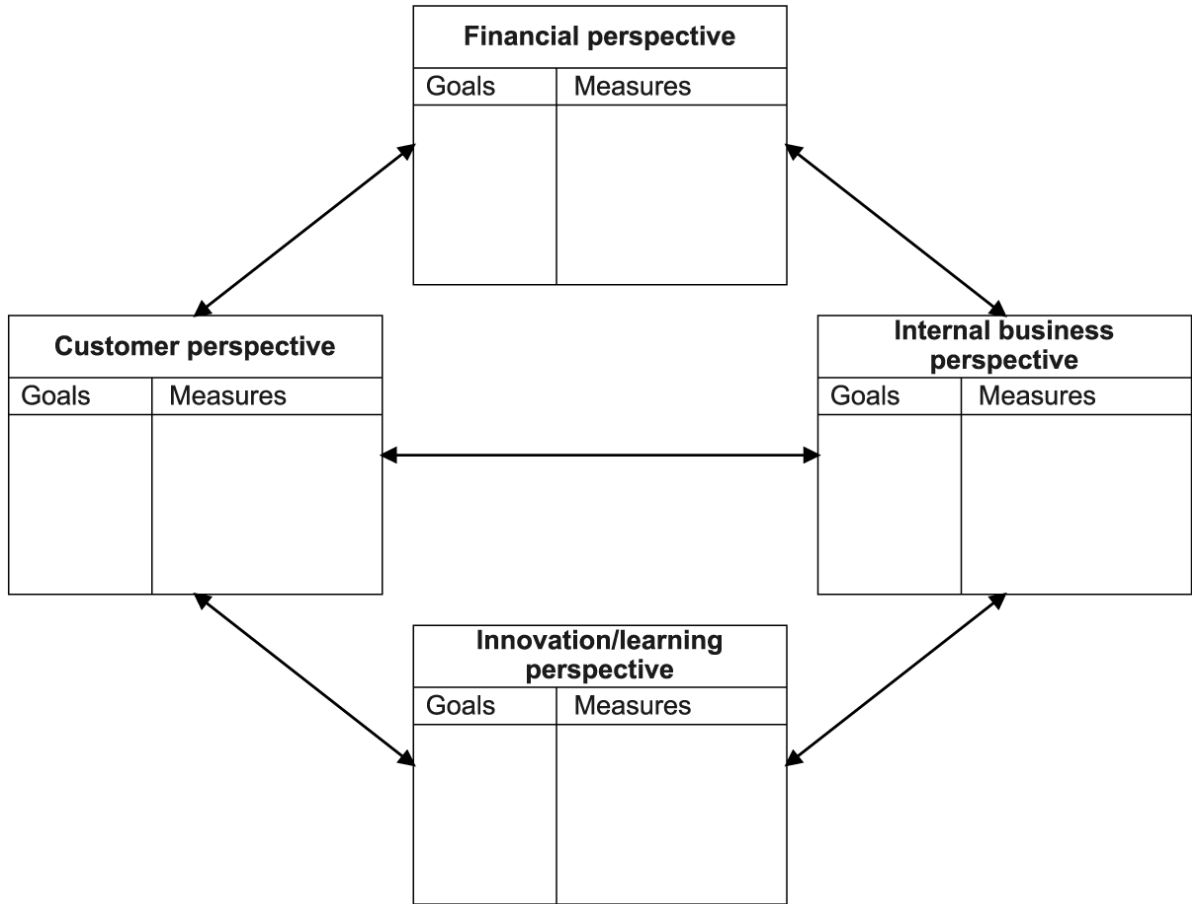 Financial perspective
Goals Measures
Customer perspective
Goals Measures
Internal business
perspective
Goals Measures
Innovation/learning
perspective
Goals Measures